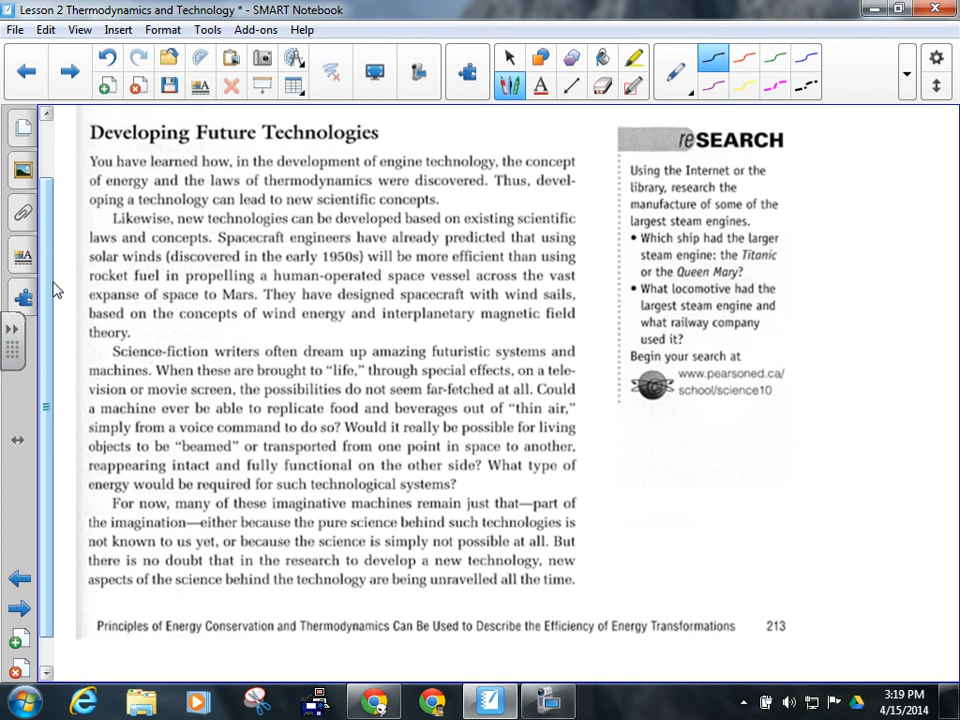 Lesson 2 Thermodynamics and Technology * - SMART Notebook
File Edit View Insert Format Tools Add-ons Help
Developing Future Technologies
You have learned how, in the development of engine technology, the concept
of energy and the laws of thermodynamics were discovered. Thus, devel-
oping a technology can lead to new scientific concepts.
Likewise, new technologies can be developed based on existing scientific
laws and concepts. Spacecraft engineers have already predicted that using
solar winds (discovered in the early 1950s) will be more efficient than using
rocket fuel in propelling a human-operated space vessel across the vast
expanse of space to Mars. They have designed spacecraft with wind sails,
based on the concepts of wind energy and interplanetary magnetic field
theory.
Science-fiction writers often dream up amazing futuristic systems and
machines. When these are brought to “life,” through special effects, on a tele-
vision or movie screen, the possibilities do not seem far-fetched at all. Could
a machine ever be able to replicate food and beverages out of “thin air,”
simply from a voice command to do so? Would it really be possible for living
objects to be “beamed” or transported from one point in space to another,
reappearing intact and fully functional on the other side? What type of
energy would be required for such technological systems?
For now, many of these imaginative machines remain just that—part of
the imagination—either because the pure science behind such technologies is
not known to us yet, or because the science is simply not possible at all. But
there is no doubt that in the research to develop a new technology, new
aspects of the science behind the technology are being unravelled all the time.
reSEARCH
Using the Internet or the
library, research the
manufacture of some of the
largest steam engines.
• Which ship had the larger
steam engine: the Titanic
or the Queen Mary?
• What locomotive had the
largest steam engine and
what railway company
used it?
Begin your search at
www.pearsoned.ca/
school/science10
Principles of Energy Conservation and Thermodynamics Can Be Used to Describe the Efficiency of Energy Transformations 213
3:19 PM
4/15/2014